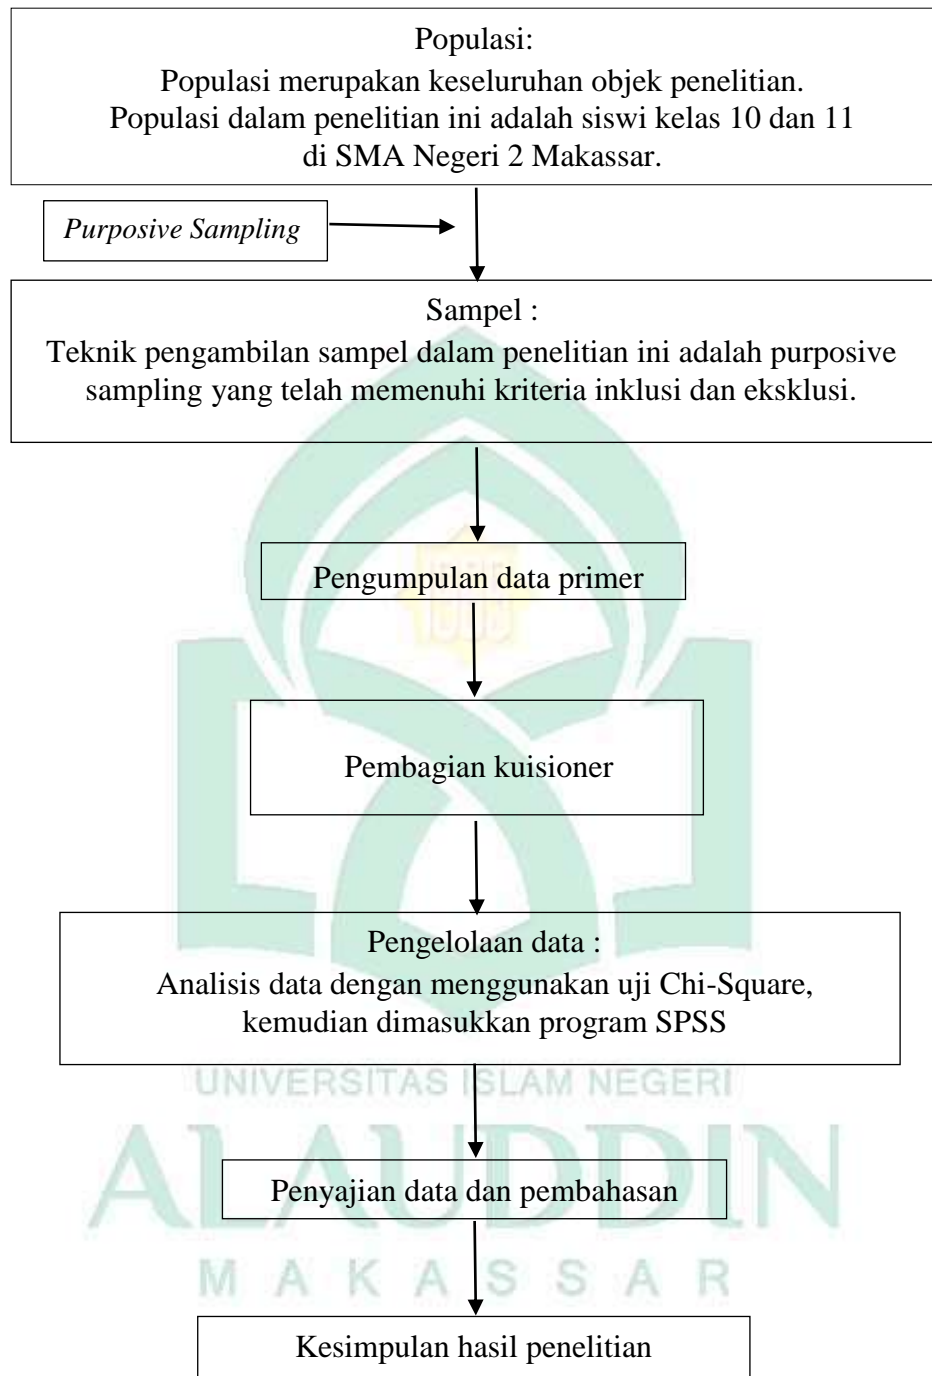 Populasi:
Populasi merupakan keseluruhan objek penelitian.
Populasi dalam penelitian ini adalah siswi kelas 10 dan 11
di SMA Negeri 2 Makassar.
Purposive Sampling
Sampel :
Teknik pengambilan sampel dalam penelitian ini adalah purposive
sampling yang telah memenuhi kriteria inklusi dan eksklusi.
Pengumpulan data primer
Pembagian kuisioner
Pengelolaan data :
Analisis data dengan menggunakan uji Chi-Square,
kemudian dimasukkan program SPSS
UNIVERSITAS ISLAM NEGERI
ALAUDDIN
Penyajian data dan pembahasan
MAKASSAR
Kesimpulan hasil penelitian